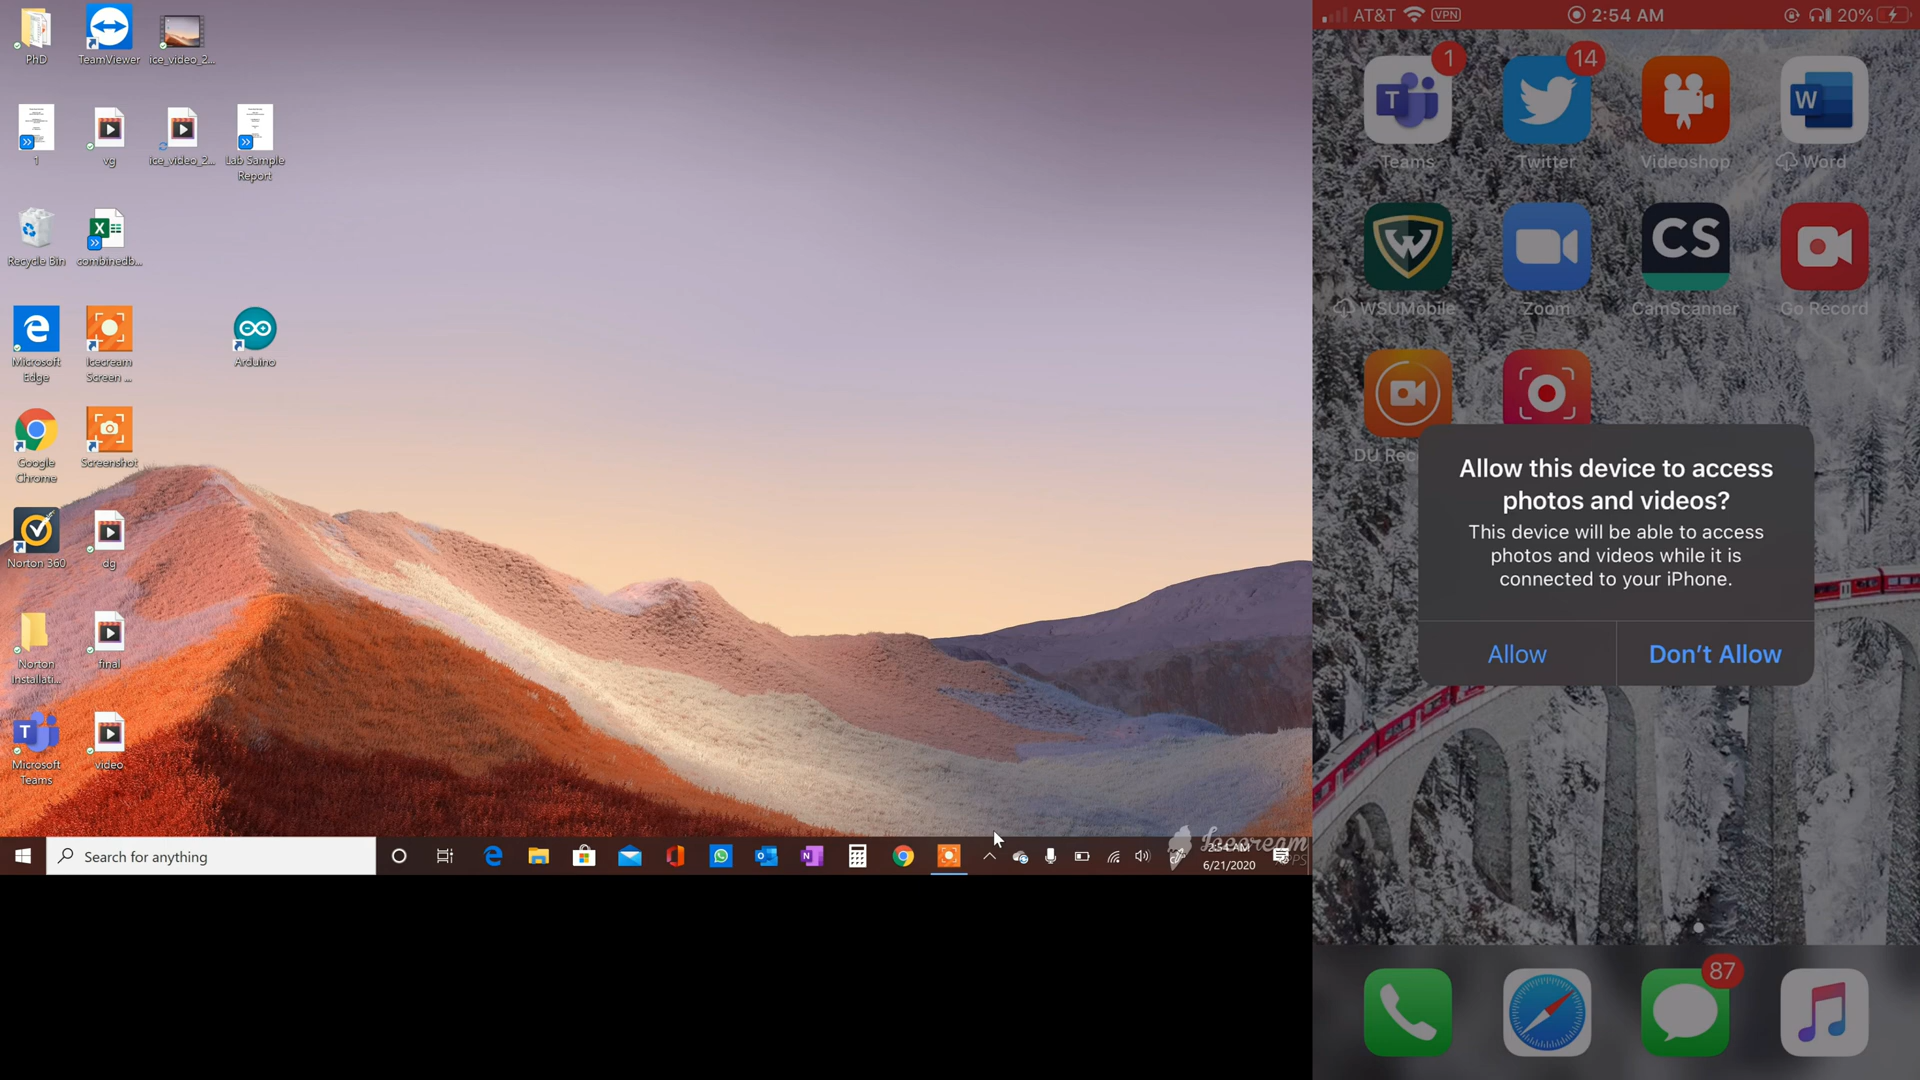 PhD
TeamViewer
ice_video_2...
1
vg
ice_video_2...
Lab Sample
Report
Recycle Bin
combinedb...
Microsoft
Edge
Icecream
Screen ...
Arduino
Google
Chrome
Screenshot
Norton 360
dg
Norton
Installati...
final
Microsoft
Teams
video
Search for anything
Icecream
APPS
2:54 AM
6/21/2020
AT&T
VPN
2:54 AM
20%
1
14
Teams
Twitter
Videoshop
W
Word
W
CS
WSUMobile
Zoom
CamScanner
Go Record
DU Rec
Allow this device to access
photos and videos?
This device will be able to access
photos and videos while it is
connected to your iPhone.
Allow
Don't Allow
87